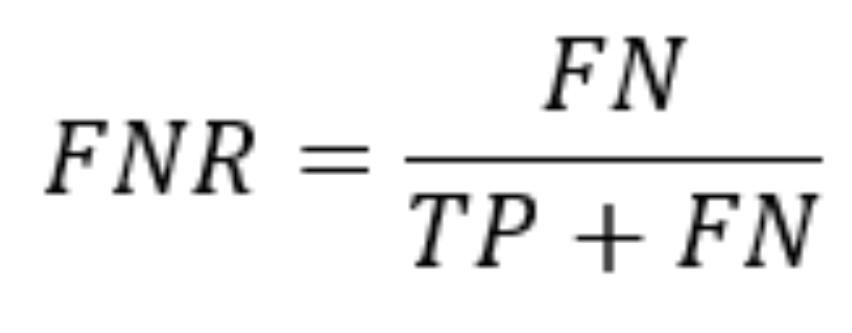 FNR = FN / TP + FN